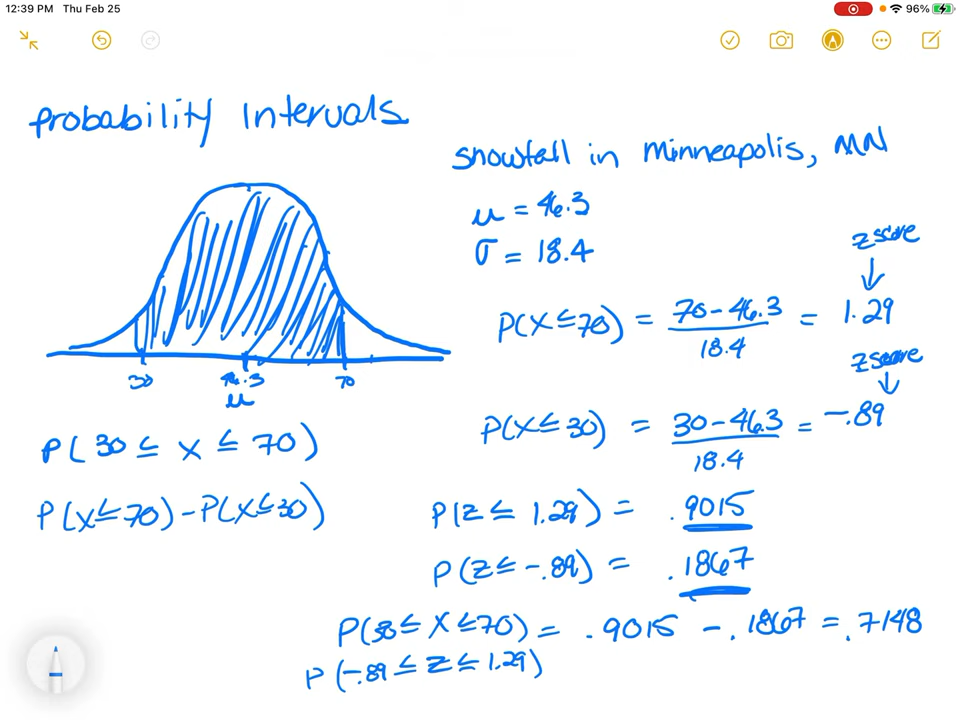 12:39 PM Thu Feb 25
96%
probability Intervals
snowfall in Minneapolis, MN
μ = 46.3
σ = 18.4
z score
P(X ≤ 70) = 70 - 46.3 / 18.4 = 1.29
z score
P(X ≤ 30) = 30 - 46.3 / 18.4 = -.89
30 46.3 70
μ
P( 30 ≤ X ≤ 70)
P(X ≤ 70) - P(X ≤ 30)
P(Z ≤ 1.29) = .9015
P(Z ≤ -.89) = .1867
P(30 ≤ X ≤ 70) = .9015 - .1867 = .7148
P(-.89 ≤ Z ≤ 1.29)